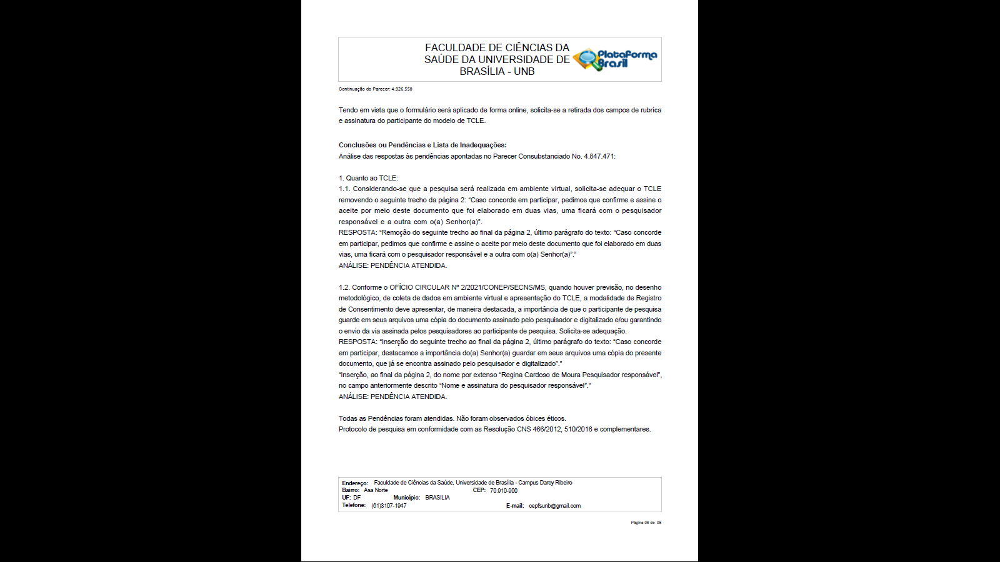 FACULDADE DE CIÊNCIAS DA
SAÚDE DA UNIVERSIDADE DE
BRASÍLIA - UNB
Plataforma
Brasil
Continuação do Parecer: 4.926.558
Tendo em vista que o formulário será aplicado de forma online, solicita-se a retirada dos campos de rubrica
e assinatura do participante do modelo de TCLE.
Conclusões ou Pendências e Lista de Inadequações:
Análise das respostas às pendências apontadas no Parecer Consubstanciado No. 4.847.471:
1. Quanto ao TCLE:
1.1. Considerando-se que a pesquisa será realizada em ambiente virtual, solicita-se adequar o TCLE
removendo o seguinte trecho da página 2: “Caso concorde em participar, pedimos que confirme e assine o
aceite por meio deste documento que foi elaborado em duas vias, uma ficará com o pesquisador
responsável e a outra com o(a) Senhor(a)”.
RESPOSTA: “Remoção do seguinte trecho ao final da página 2, último parágrafo do texto: “Caso concorde
em participar, pedimos que confirme e assine o aceite por meio deste documento que foi elaborado em duas
vias, uma ficará com o pesquisador responsável e a outra com o(a) Senhor(a)”.”
ANÁLISE: PENDÊNCIA ATENDIDA.
1.2. Conforme o OFÍCIO CIRCULAR Nº 2/2021/CONEP/SECNS/MS, quando houver previsão, no desenho
metodológico, de coleta de dados em ambiente virtual e apresentação do TCLE, a modalidade de Registro
de Consentimento deve apresentar, de maneira destacada, a importância de que o participante de pesquisa
guarde em seus arquivos uma cópia do documento assinado pelo pesquisador e digitalizado e/ou garantindo
o envio da via assinada pelos pesquisadores ao participante de pesquisa. Solicita-se adequação.
RESPOSTA: “Inserção do seguinte trecho ao final da página 2, último parágrafo do texto: “Caso concorde
em participar, destacamos a importância do(a) Senhor(a) guardar em seus arquivos uma cópia do presente
documento, que já se encontra assinado pelo pesquisador e digitalizado”.”
“Inserção, ao final da página 2, do nome por extenso “Regina Cardoso de Moura Pesquisador responsável”,
no campo anteriormente descrito “Nome e assinatura do pesquisador responsável”.”
ANÁLISE: PENDÊNCIA ATENDIDA.
Todas as Pendências foram atendidas. Não foram observados óbices éticos.
Protocolo de pesquisa em conformidade com as Resolução CNS 466/2012, 510/2016 e complementares.
Endereço: Faculdade de Ciências da Saúde, Universidade de Brasília - Campus Darcy Ribeiro
Bairro: Asa Norte CEP: 70.910-900
UF: DF Município: BRASILIA
Telefone: (61)3107-1947 E-mail: cepfsunb@gmail.com
Página 06 de 08